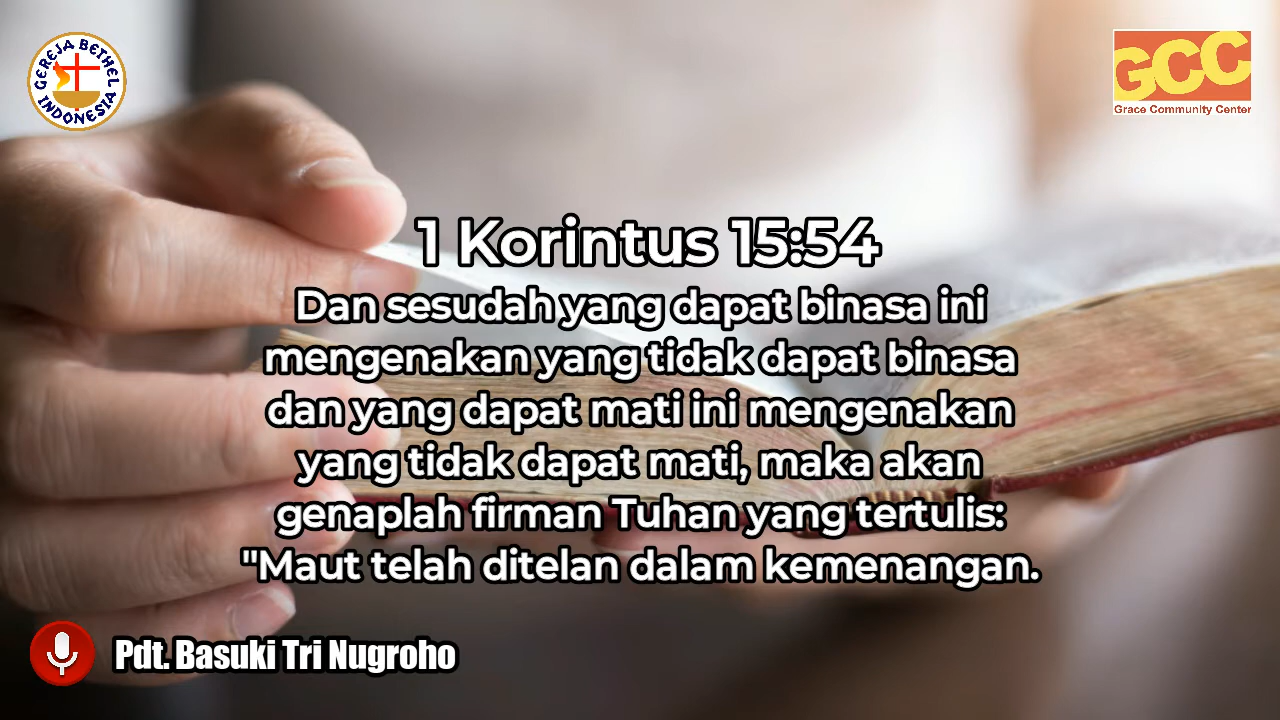 GEREJA BETHEL
INDONESIA
GCC
Grace Community Center
1 Korintus 15:54
Dan sesudah yang dapat binasa ini
mengenakan yang tidak dapat binasa
dan yang dapat mati ini mengenakan
yang tidak dapat mati, maka akan
genaplah firman Tuhan yang tertulis:
"Maut telah ditelan dalam kemenangan.
Pdt. Basuki Tri Nugroho